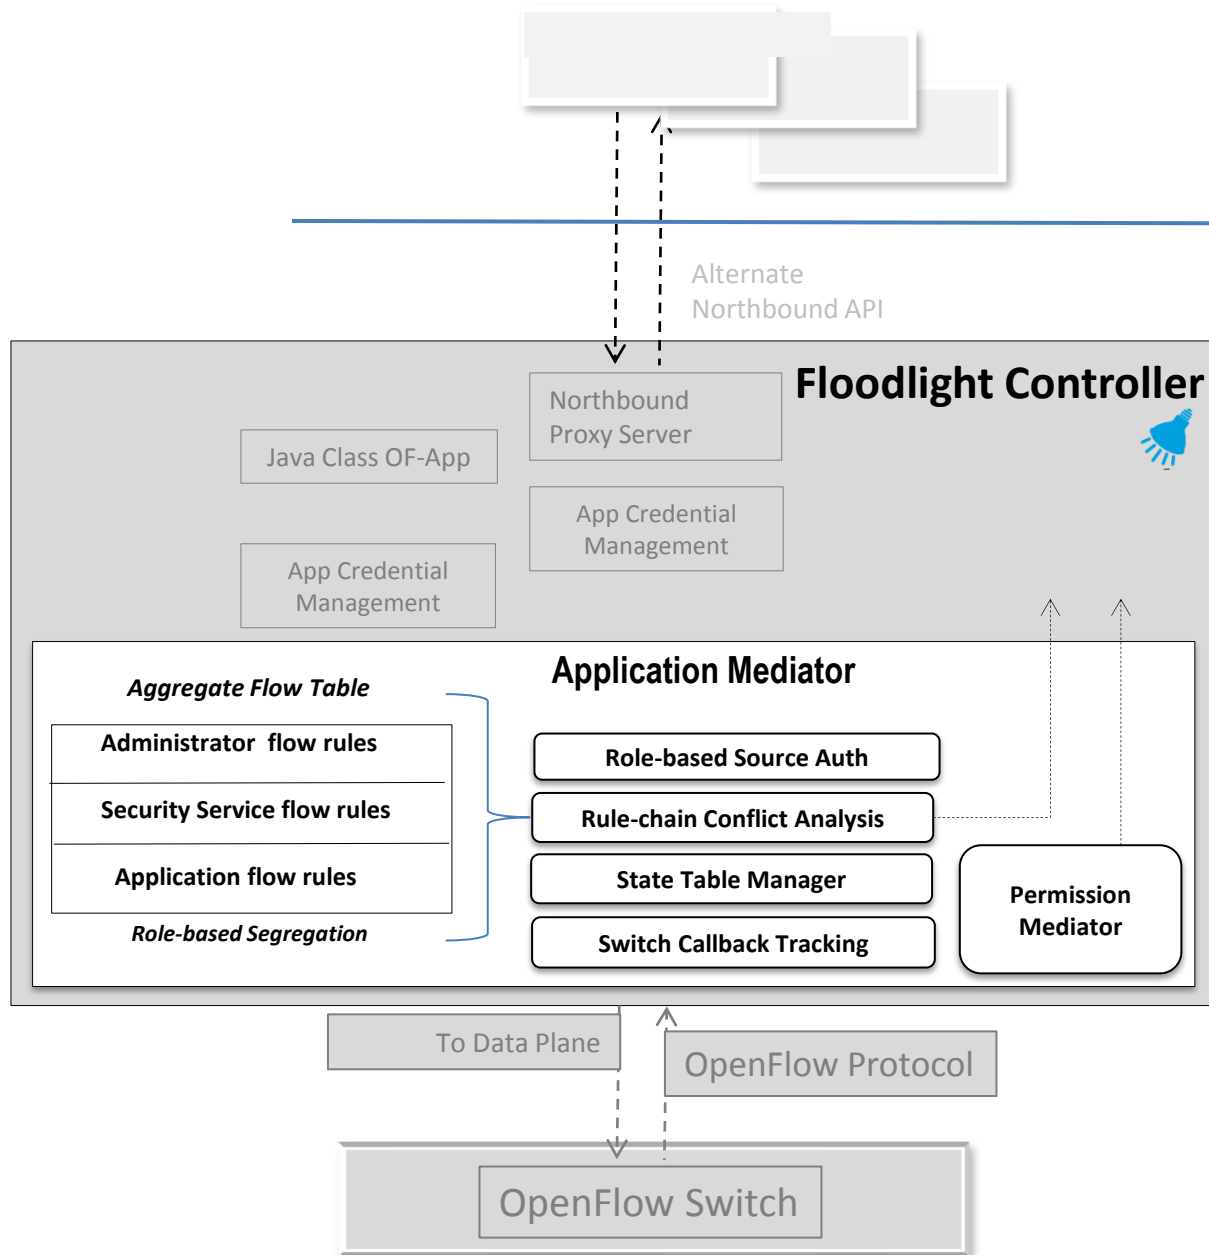 Alternate
Northbound API
Floodlight Controller
Northbound
Proxy Server
Java Class OF-App
App Credential
Management
App Credential
Management
Application Mediator
Aggregate Flow Table
Administrator flow rules
Security Service flow rules
Application flow rules
Role-based Segregation
Role-based Source Auth
Rule-chain Conflict Analysis
State Table Manager
Switch Callback Tracking
Permission
Mediator
To Data Plane
OpenFlow Protocol
OpenFlow Switch